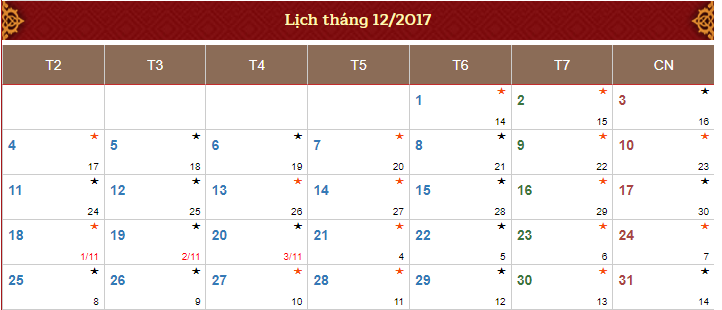 Lịch tháng 12/2017
T2 T3 T4 T5 T6 T7 CN
1 2 3
14 15 16
4 5 6 7 8 9 10
17 18 19 20 21 22 23
11 12 13 14 15 16 17
24 25 26 27 28 29 30
18 19 20 21 22 23 24
1/11 2/11 3/11 4 5 6 7
25 26 27 28 29 30 31
8 9 10 11 12 13 14